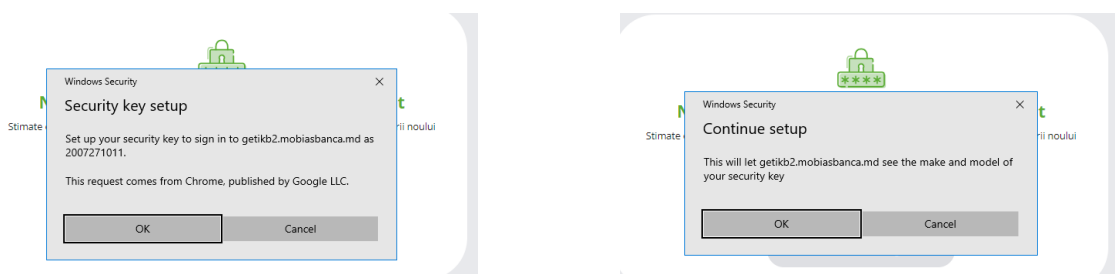 ****
Windows Security
Security key setup
Stimate
rii noului
Set up your security key to sign in to getikb2.mobiasbanca.md as
2007271011.
This request comes from Chrome, published by Google LLC.
OK Cancel
****
Windows Security
Continue setup
Stimate
rii noului
This will let getikb2.mobiasbanca.md see the make and model of
your security key
OK Cancel